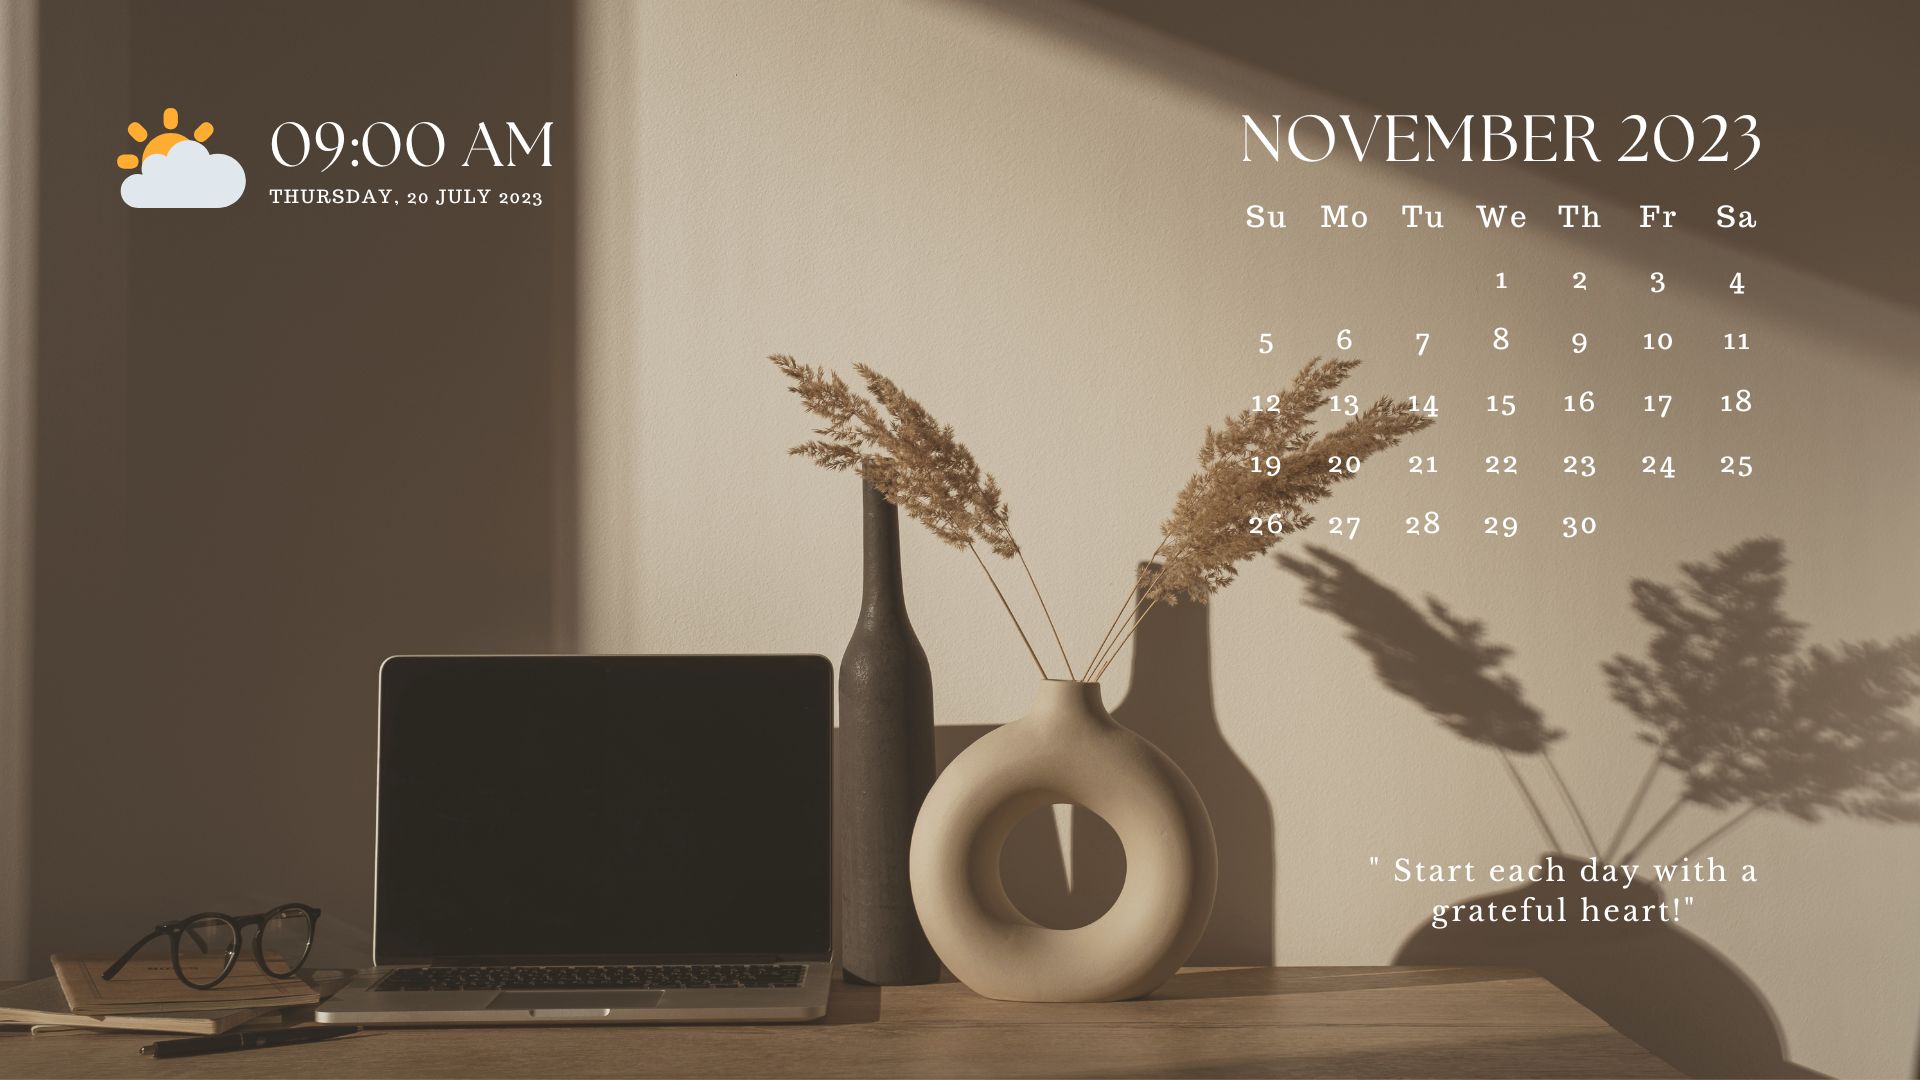 09:00 AM
THURSDAY, 20 JULY 2023
NOVEMBER 2023
Su Mo Tu We Th Fr Sa
1 2 3 4
5 6 7 8 9 10 11
12 13 14 15 16 17 18
19 20 21 22 23 24 25
26 27 28 29 30
" Start each day with a
grateful heart!"